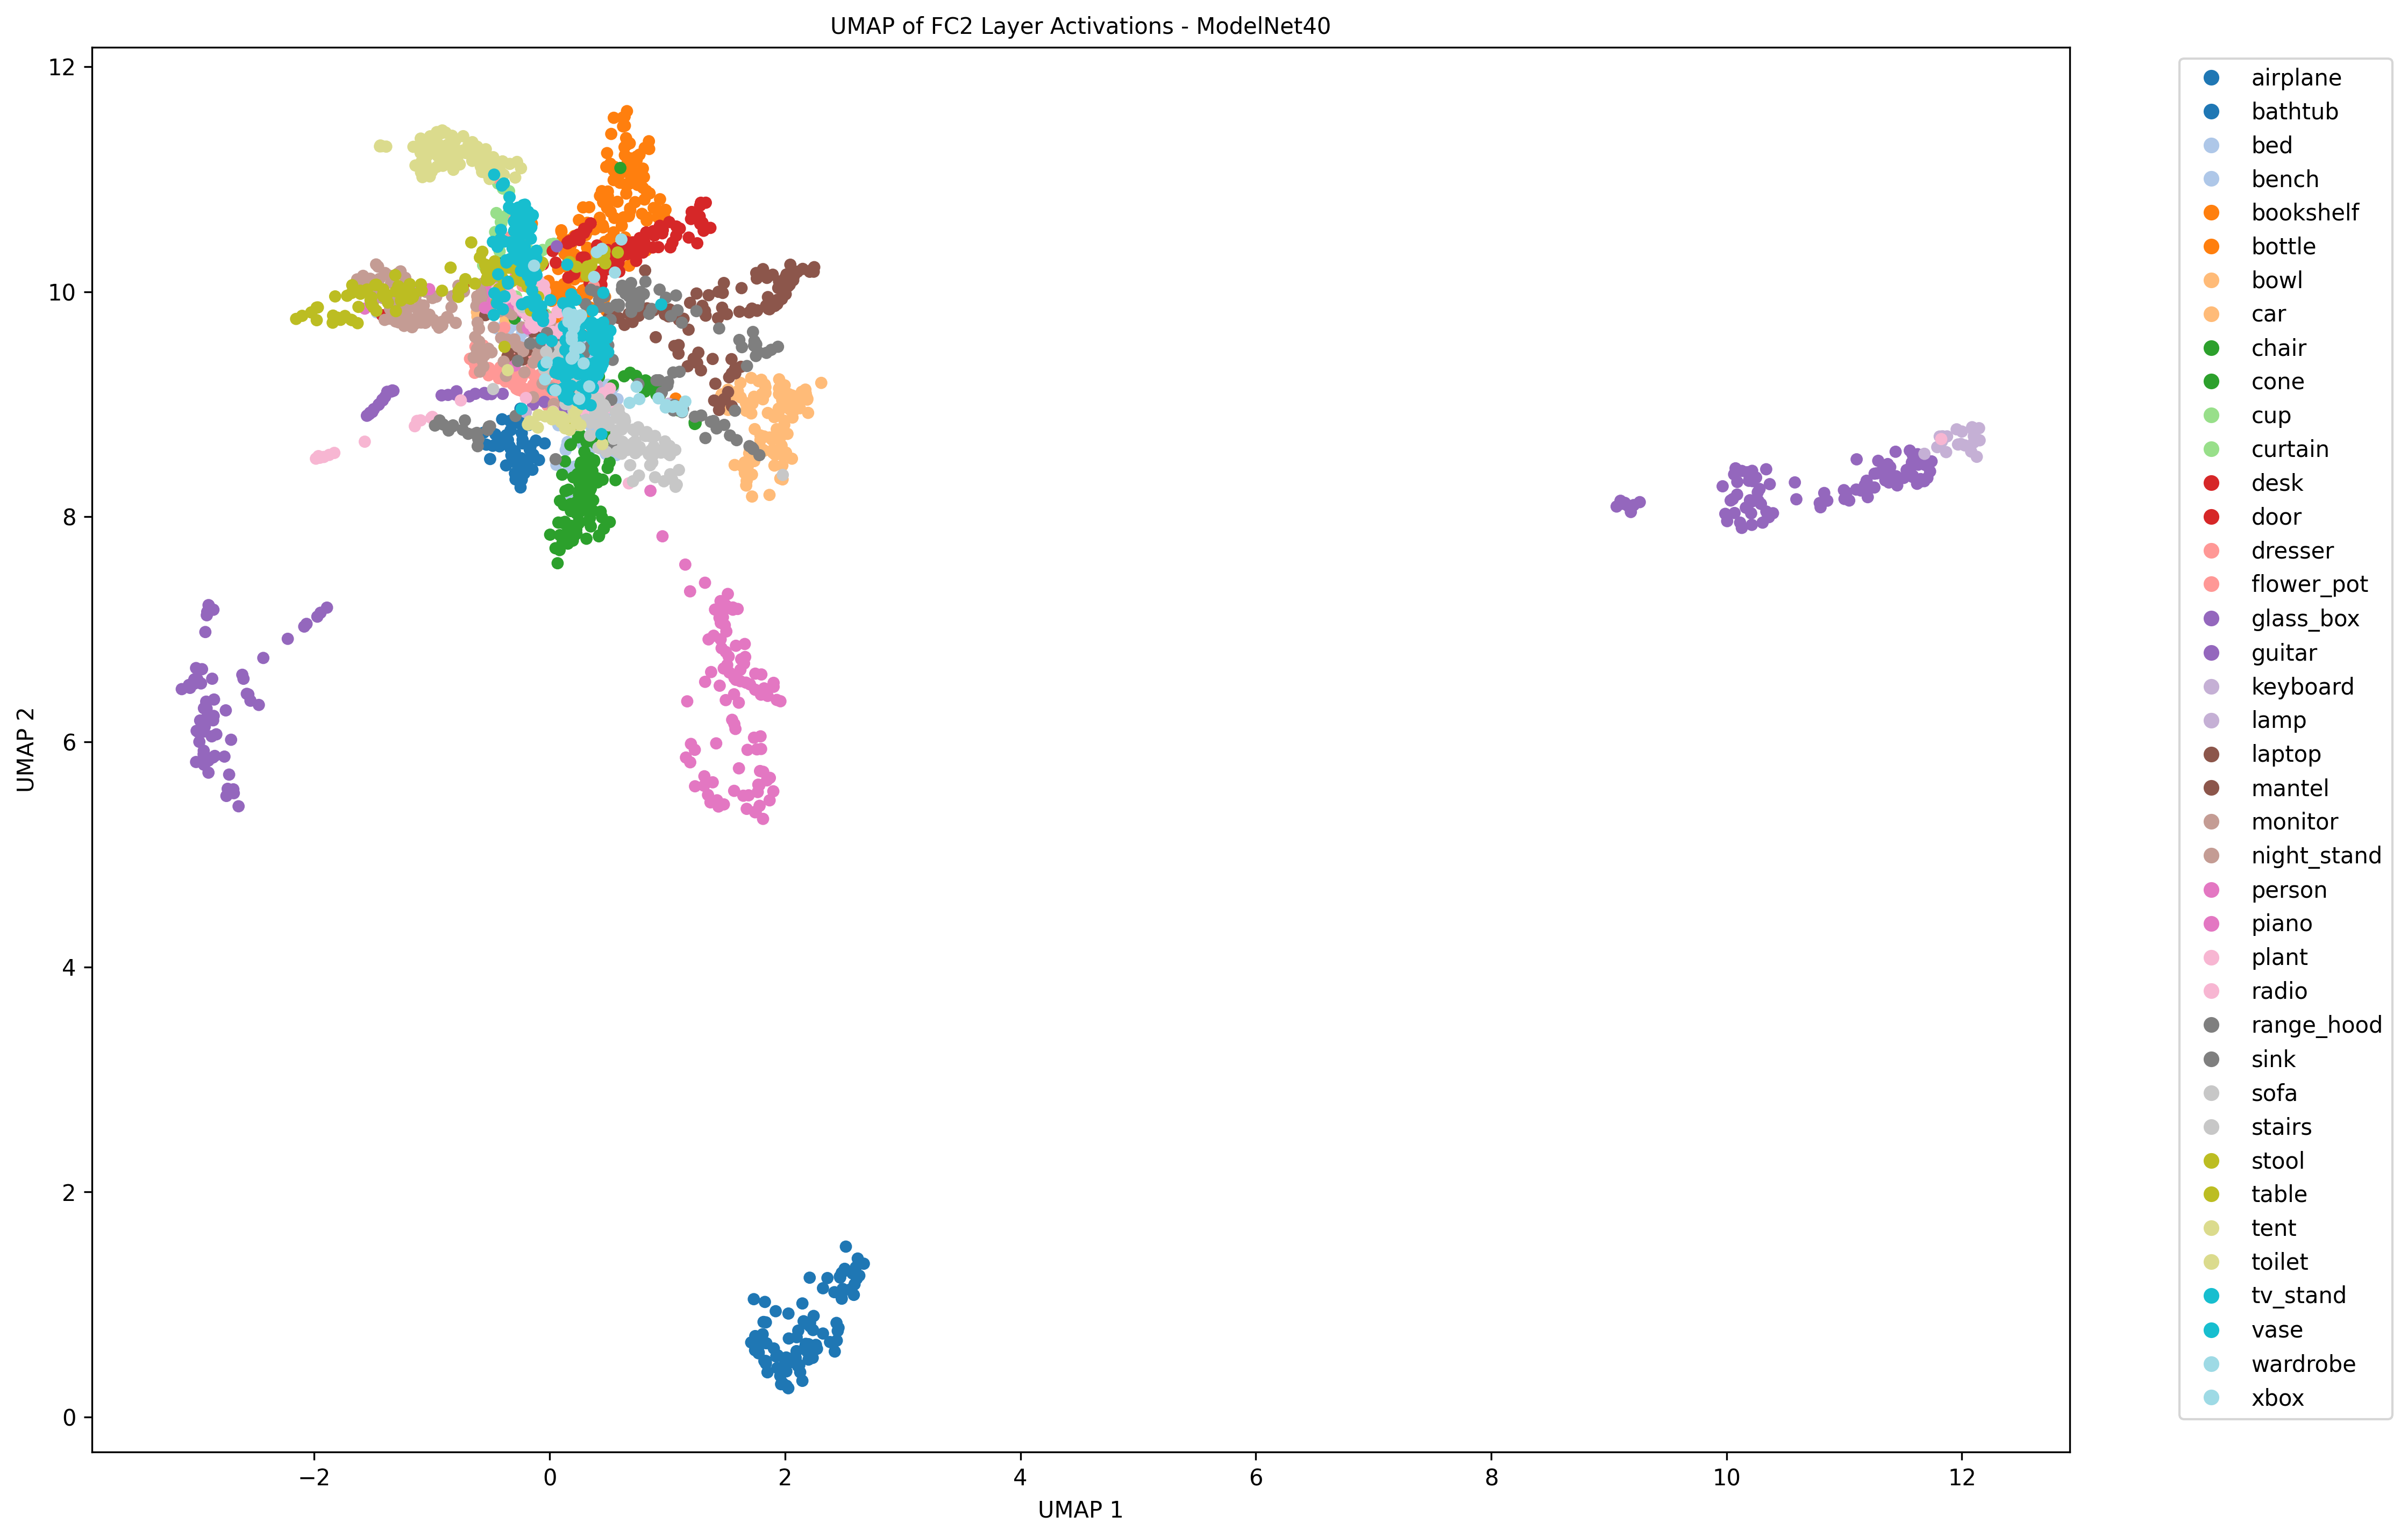 UMAP of FC2 Layer Activations - ModelNet40
12
10
8
6
4
2
0
UMAP 2
−2
0
2
4
6
8
10
12
UMAP 1
airplane
bathtub
bed
bench
bookshelf
bottle
bowl
car
chair
cone
cup
curtain
desk
door
dresser
flower_pot
glass_box
guitar
keyboard
lamp
laptop
mantel
monitor
night_stand
person
piano
plant
radio
range_hood
sink
sofa
stairs
stool
table
tent
toilet
tv_stand
vase
wardrobe
xbox